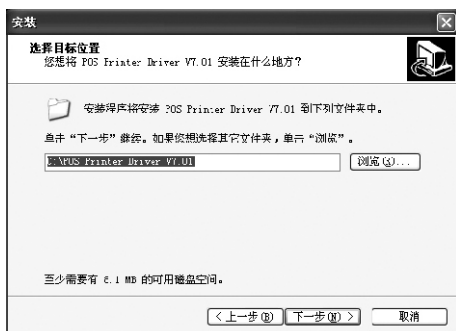 安装
选择目标位置
您想将 POS Printer Driver V7.01 安装在什么地方?
安装程序将安装 POS Printer Driver V7.01 到下列文件夹中。
单击“下一步”继续。如果您想选择其它文件夹,单击“浏览”。
C:\POS Printer Driver V7.01
浏览(R)...
至少需要有 6.1 MB 的可用磁盘空间。
<上一步(B) 下一步(N)> 取消